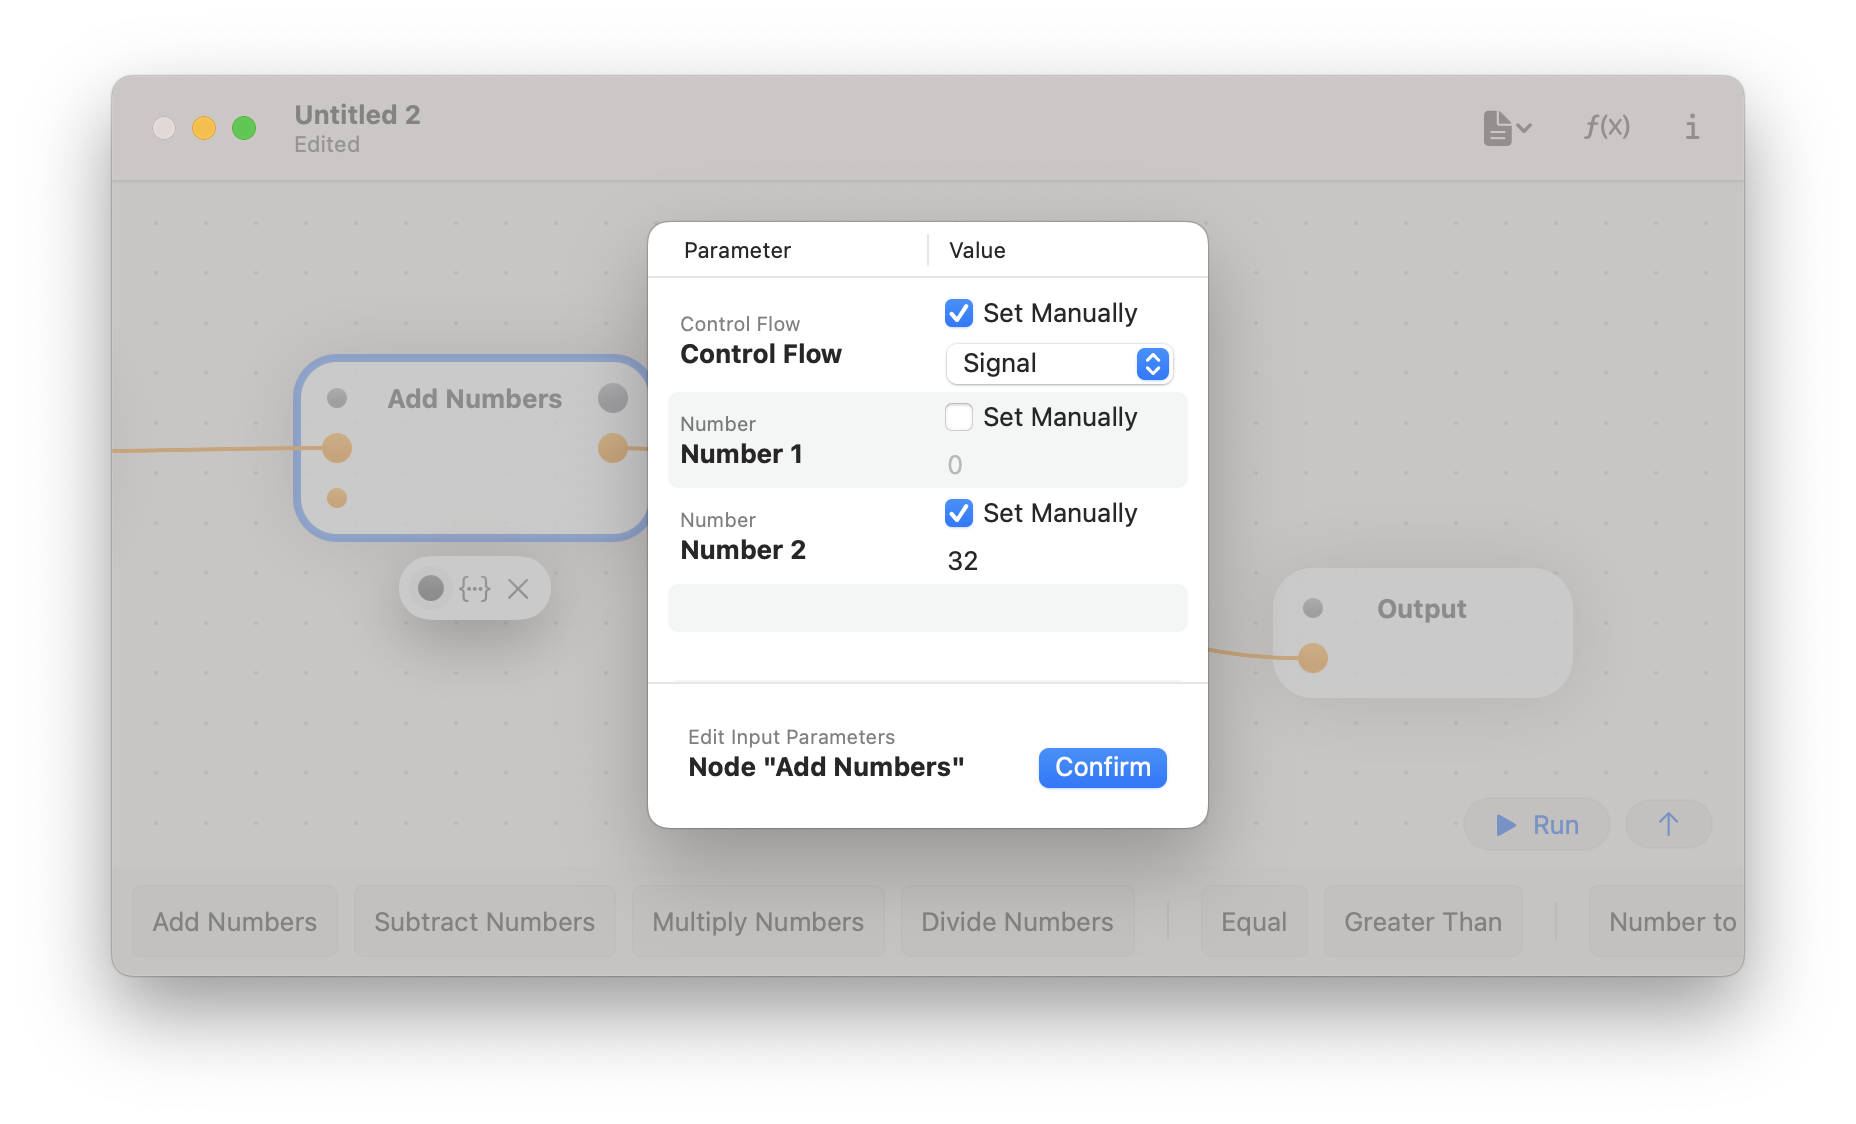 Untitled 2
Edited
f(x)
i
Parameter
Value
Control Flow
Control Flow
Set Manually
Signal
Number
Number 1
Set Manually
0
Number
Number 2
Set Manually
32
Edit Input Parameters
Node "Add Numbers"
Confirm
Add Numbers
{···}
Output
Run
Add Numbers
Subtract Numbers
Multiply Numbers
Divide Numbers
Equal
Greater Than
Number to